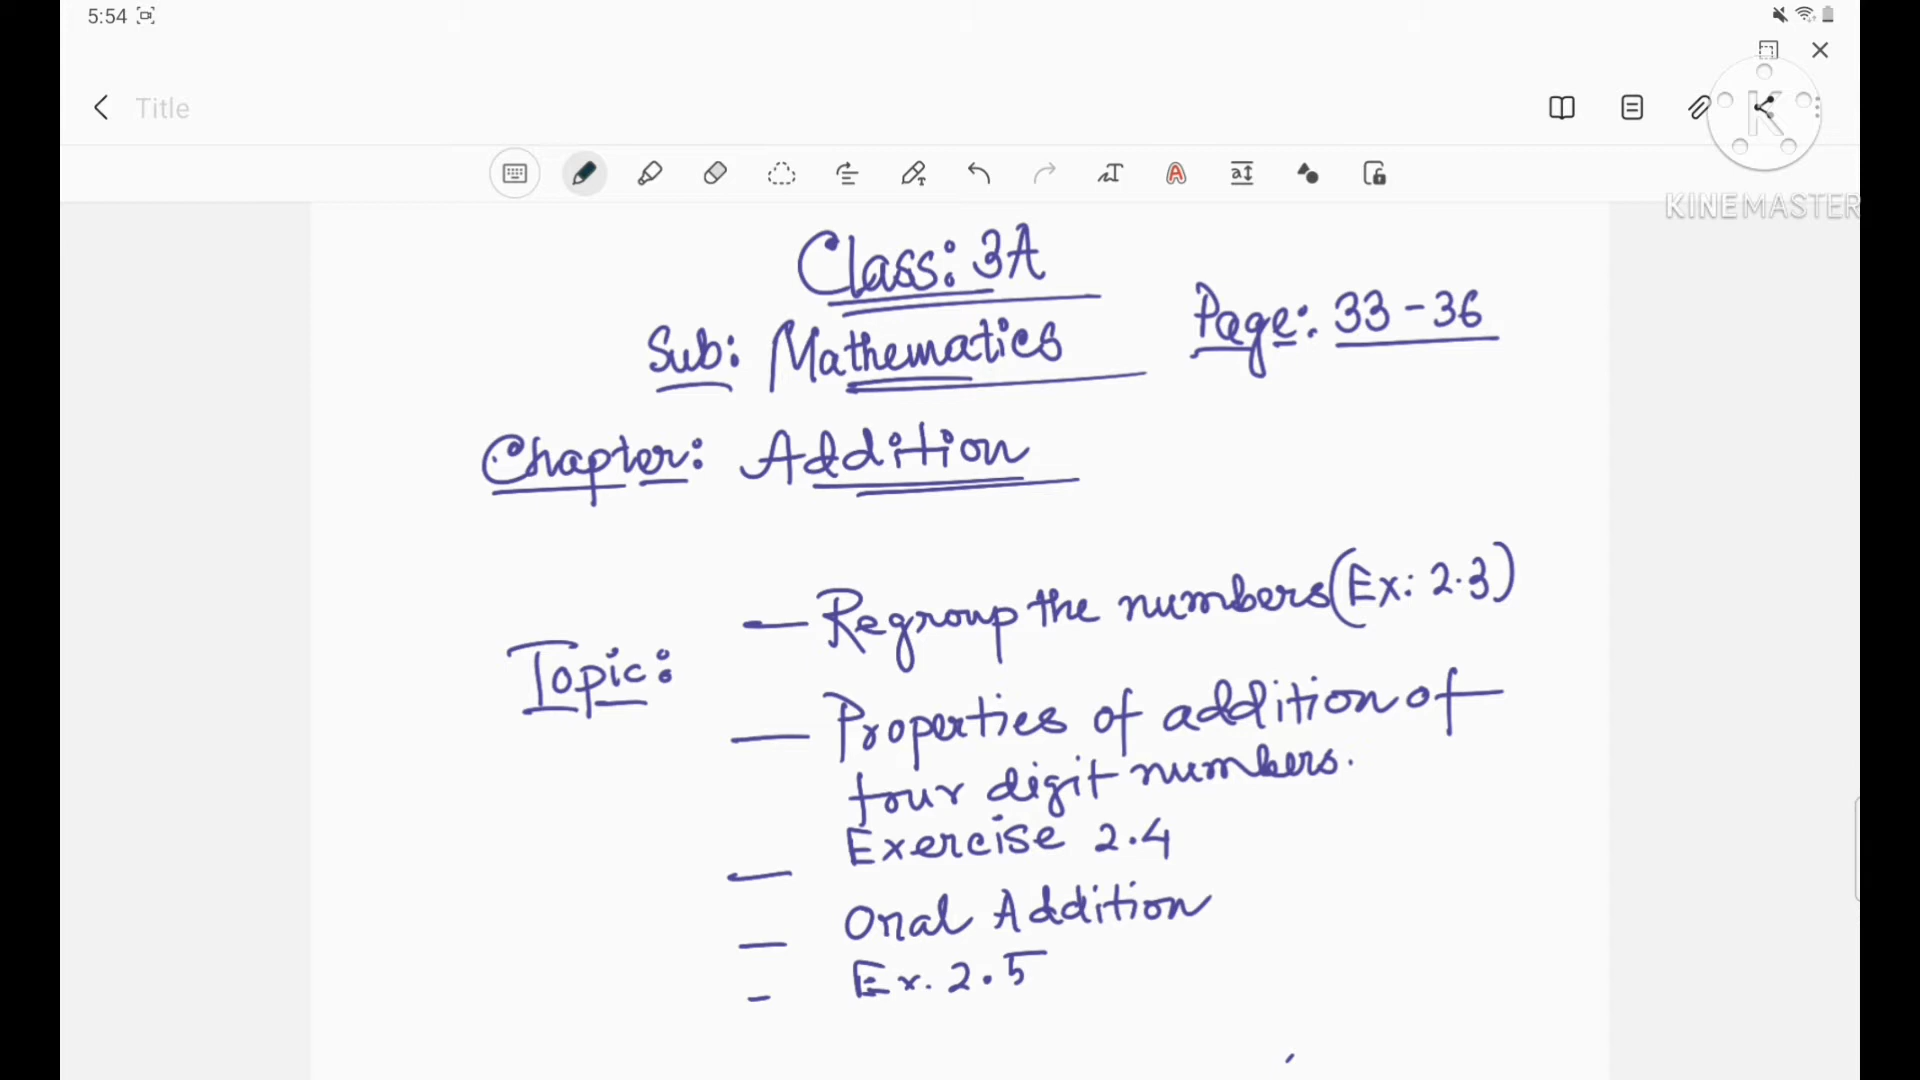 5:54
Title
KINEMASTER
Class: 3A
Page: 33-36
Sub: Mathematics
Chapter: Addition
Topic:
— Regroup the numbers (Ex: 2.3)
— Properties of addition of
four digit numbers.
— Exercise 2.4
— Oral Addition
- Ex. 2.5